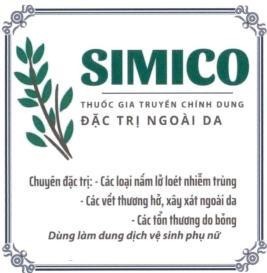 SIMICO
THUỐC GIA TRUYỀN CHÍNH DUNG
ĐẶC TRỊ NGOÀI DA
Chuyên đặc trị: - Các loại nấm lở loét nhiễm trùng
- Các vết thương hở, xây xát ngoài da
- Các tổn thương do bỏng
Dùng làm dung dịch vệ sinh phụ nữ